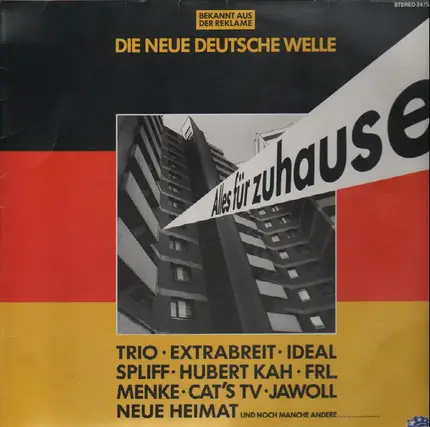 BEKANNT AUS
DER REKLAME
STEREO 2475
DIE NEUE DEUTSCHE WELLE
Alles für zuhause
TRIO · EXTRABREIT · IDEAL
SPLIFF · HUBERT KAH · FRL.
MENKE · CAT'S TV · JAWOLL
NEUE HEIMAT UND NOCH MANCHE ANDERE ..............